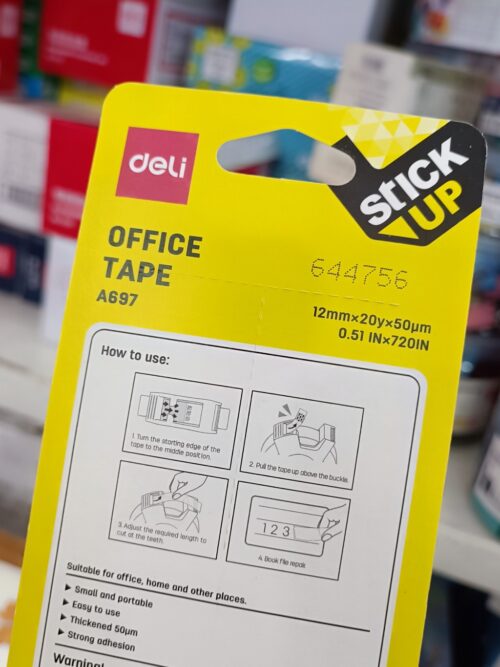 deli
STICK
UP
OFFICE
TAPE
A697
644756
12mm×20y×50μm
0.51 IN×720IN
How to use:
1. Turn the starting edge of the
tape to the middle position.
2. Pull the tape up above the buckle.
3. Adjust the required length to
cut at the teeth.
123
4. Book file repair.
Suitable for office, home and other places.
▶ Small and portable
▶ Easy to use
▶ Thickened 50μm
▶ Strong adhesion
Warning